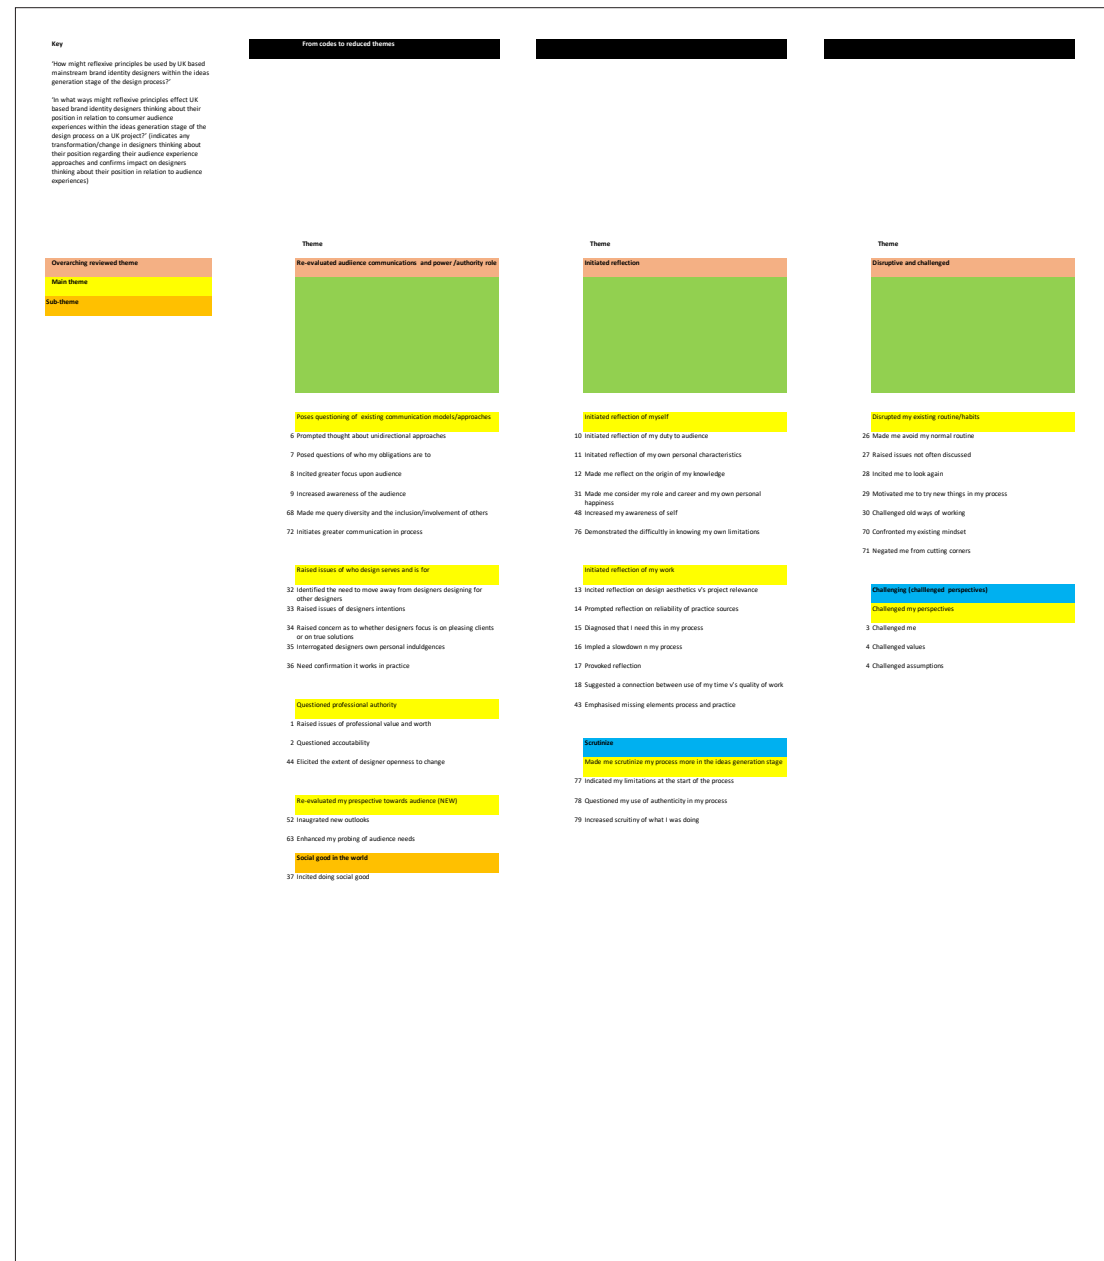 Key
From codes to reduced themes
'How might reflexive principles be used by UK based
mainstream brand identity designers within the ideas
generation stage of the design process?'
'In what ways might reflexive principles effect UK
based brand identity designers thinking about their
position in relation to consumer audience
experiences within the ideas generation stage of the
design process on a UK project?' (indicates any
transformation/change in designers thinking about
their position regarding their audience experience
approaches and confirms impact on designers
thinking about their position in relation to audience
experiences)
Overarching reviewed theme
Main theme
Sub-theme
Theme
Re-evaluated audiience communications and power /authority role
Poses questioning of existing communication models/approaches
6 Prompted thought about unidirectional approaches
7 Posed questions of who my obligations are to
8 Incited greater focus upon audience
9 Increased awareness of the audience
68 Made me query diversity and the inclusion/involvement of others
72 Initiates greater communication in process
Raised issues of who design serves and is for
32 Identified the need to move away from designers designing for
other designers
33 Raised issues of designers intentions
34 Raised concern as to whether designers focus is on pleasing clients
or on true solutions
35 Interrogated designers own personal induldgences
36 Need confirmation it works in practice
Questioned professional authority
1 Raised issues of professional value and worth
2 Questioned accoutability
44 Elicited the extent of designer openness to change
Re-evaluated my prespective towards audience (NEW)
52 Inaugrated new outlooks
63 Enhanced my probing of audience needs
Social good in the world
37 Incited doing social good
Theme
Initiated reflection
Initiated reflection of myself
10 Initiated reflection of my duty to audience
11 Initated reflection of my own personal characteristics
12 Made me reflect on the origin of my knowledge
31 Made me consider my role and career and my own personal
happiness
48 Increased my awareness of self
76 Demonstrated the difficultly in knowing my own limitations
Initiated reflection of my work
13 Incited reflection on design aesthetics v's project relevance
14 Prompted reflection on reliability of practice sources
15 Diagnosed that I need this in my process
16 Impled a slowdown n my process
17 Provoked reflection
18 Suggested a connection between use of my time v's quality of work
43 Emphasised missing elements process and practice
Scrutinize
Made me scrutinize my process more in the ideas generation stage
77 Indicated my limitations at the start of the process
78 Questioned my use of authenticity in my process
79 Increased scruitiny of what I was doing
Theme
Disruptive and challenged
Disrupted my existing routine/habits
26 Made me avoid my normal routine
27 Raised issues not often discussed
28 Incited me to look again
29 Motivated me to try new things in my process
30 Challenged old ways of working
70 Confronted my existing mindset
71 Negated me from cutting corners
Challenging (challlenged perspectives)
Challenged my perspectives
3 Challenged me
4 Challenged values
4 Challenged assumptions